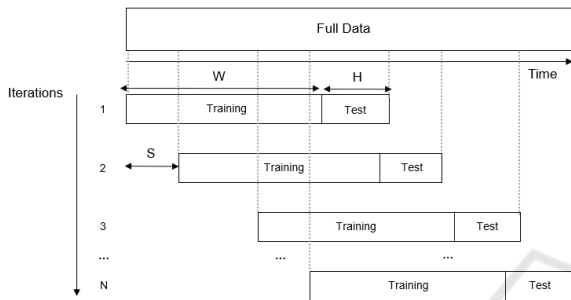 Full Data
Time
W H
Iterations
1 Training Test
S
2 Training Test
3 Training Test
... ... ...
N Training Test